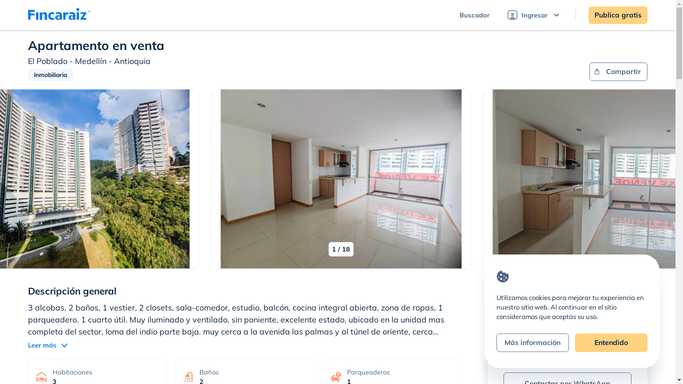 Fincaraiz
Buscador
Ingresar
Publica gratis
Apartamento en venta
El Poblado - Medellín - Antioquia
Inmobiliaria
Compartir
1 / 18
Descripción general
3 alcobas, 2 baños, 1 vestier, 2 closets, sala-comedor, estudio, balcón, cocina integral abierta, zona de ropas, 1
parqueadero, 1 cuarto útil. Muy iluminado y ventilado, sin poniente, excelente estado, ubicado en la unidad mas
completa del sector, loma del indio parte baja, muy cerca a la avenida las palmas y al túnel de oriente, cerca...
Leer más
Habitaciones
3
Baños
2
Parqueaderos
1
Utilizamos cookies para mejorar tu experiencia en
nuestro sitio web. Al continuar en el sitio
consideramos que aceptas su uso.
Más información
Entendido
Contactar por WhatsApp